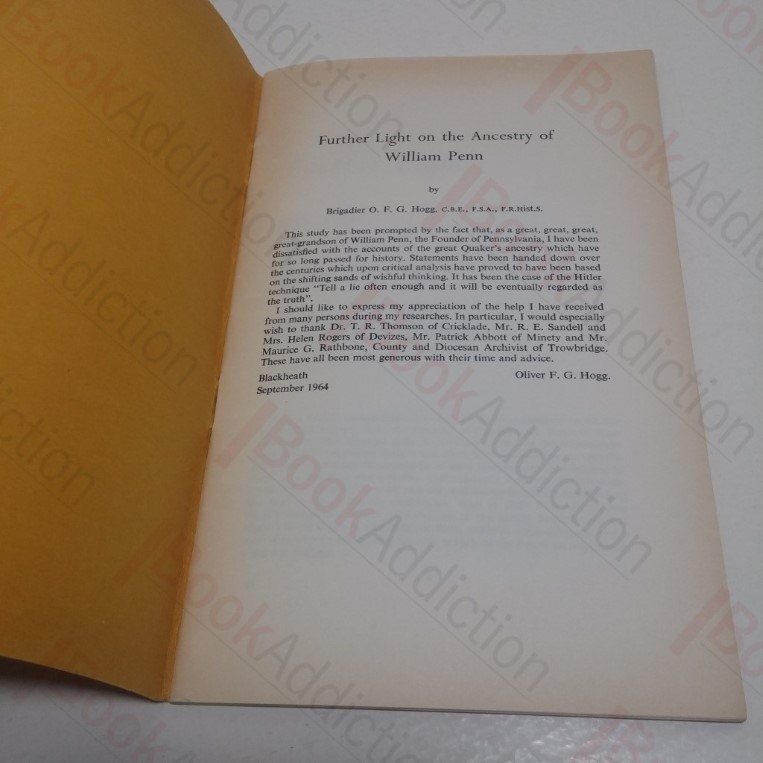 Further Light on the Ancestry of
William Penn
by
Brigadier O. F. G. Hogg, C.B.E., F.S.A., F.R.Hist.S.
This study has been prompted by the fact that, as a great, great, great,
great-grandson of William Penn, the Founder of Pennsylvania, I have been
dissatisfied with the accounts of the great Quaker's ancestry which have
for so long passed for history. Statements have been handed down over
the centuries which upon critical analysis have proved to have been based
on the shifting sands of wishful thinking. It has been the case of the Hitler
technique "Tell a lie often enough and it will be eventually regarded as
the truth".
I should like to express my appreciation of the help I have received
from many persons during my researches. In particular, I would especially
wish to thank Dr. T. R. Thomson of Cricklade, Mr. R. E. Sandell and
Mrs. Helen Rogers of Devizes, Mr. Patrick Abbott of Minety and Mr.
Maurice G. Rathbone, County and Diocesan Archivist of Trowbridge.
These have all been most generous with their time and advice.
Blackheath
Oliver F. G. Hogg.
September 1964
BookAddiction
BookAddiction
BookAddiction
BookAddiction
BookAddiction
BookAddiction